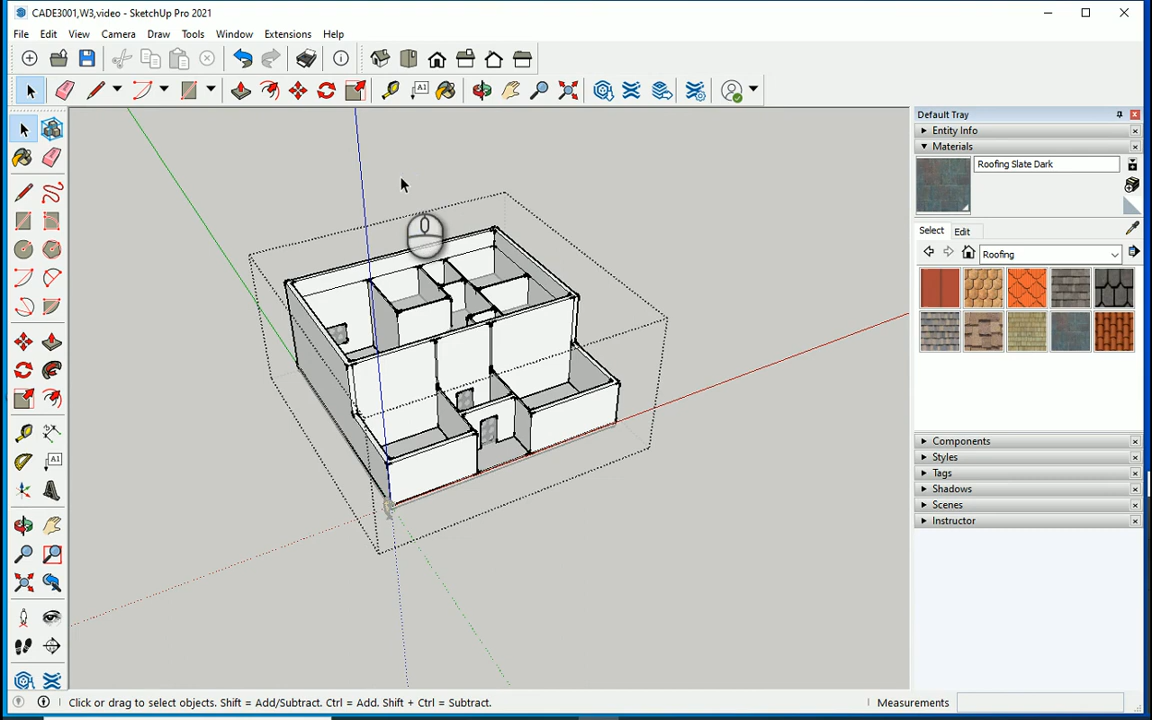 CADE3001,W3,video - SketchUp Pro 2021
File Edit View Camera Draw Tools Window Extensions Help
A1
Default Tray
Entity Info
Materials
Roofing Slate Dark
Select Edit
Roofing
A1
Components
Styles
Tags
Shadows
Scenes
Instructor
Click or drag to select objects. Shift = Add/Subtract. Ctrl = Add. Shift + Ctrl = Subtract. Measurements